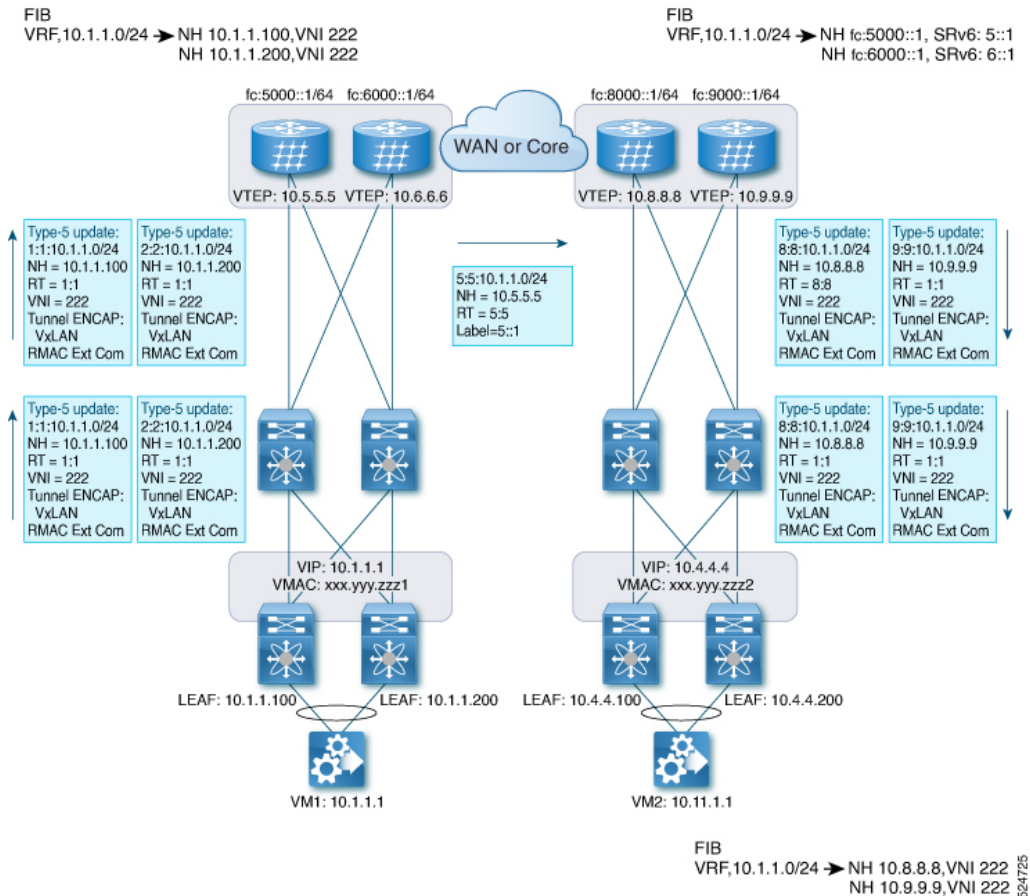 FIB
VRF,10.1.1.0/24 → NH 10.1.1.100,VNI 222
NH 10.1.1.200,VNI 222
FIB
VRF,10.1.1.0/24 → NH fc:5000::1, SRv6: 5::1
NH fc:6000::1, SRv6: 6::1
fc:5000::1/64 fc:6000::1/64
fc:8000::1/64 fc:9000::1/64
WAN or Core
VTEP: 10.5.5.5 VTEP: 10.6.6.6
VTEP: 10.8.8.8 VTEP: 10.9.9.9
Type-5 update:
1:1:10.1.1.0/24
NH = 10.1.1.100
RT = 1:1
VNI = 222
Tunnel ENCAP:
VxLAN
RMAC Ext Com
Type-5 update:
2:2:10.1.1.0/24
NH = 10.1.1.200
RT = 1:1
VNI = 222
Tunnel ENCAP:
VxLAN
RMAC Ext Com
5:5:10.1.1.0/24
NH = 10.5.5.5
RT = 5:5
Label=5::1
Type-5 update:
8:8:10.1.1.0/24
NH = 10.8.8.8
RT = 8:8
VNI = 222
Tunnel ENCAP:
VxLAN
RMAC Ext Com
Type-5 update:
9:9:10.1.1.0/24
NH = 10.9.9.9
RT = 1:1
VNI = 222
Tunnel ENCAP:
VxLAN
RMAC Ext Com
Type-5 update:
1:1:10.1.1.0/24
NH = 10.1.1.100
RT = 1:1
VNI = 222
Tunnel ENCAP:
VxLAN
RMAC Ext Com
Type-5 update:
2:2:10.1.1.0/24
NH = 10.1.1.200
RT = 1:1
VNI = 222
Tunnel ENCAP:
VxLAN
RMAC Ext Com
Type-5 update:
8:8:10.1.1.0/24
NH = 10.8.8.8
RT = 1:1
VNI = 222
Tunnel ENCAP:
VxLAN
RMAC Ext Com
Type-5 update:
9:9:10.1.1.0/24
NH = 10.9.9.9
RT = 1:1
VNI = 222
Tunnel ENCAP:
VxLAN
RMAC Ext Com
VIP: 10.1.1.1
VMAC: xxx.yyy.zzz1
VIP: 10.4.4.4
VMAC: xxx.yyy.zzz2
LEAF: 10.1.1.100 LEAF: 10.1.1.200
LEAF: 10.4.4.100 LEAF: 10.4.4.200
VM1: 10.1.1.1
VM2: 10.11.1.1
FIB
VRF,10.1.1.0/24 → NH 10.8.8.8,VNI 222
NH 10.9.9.9,VNI 222
524725